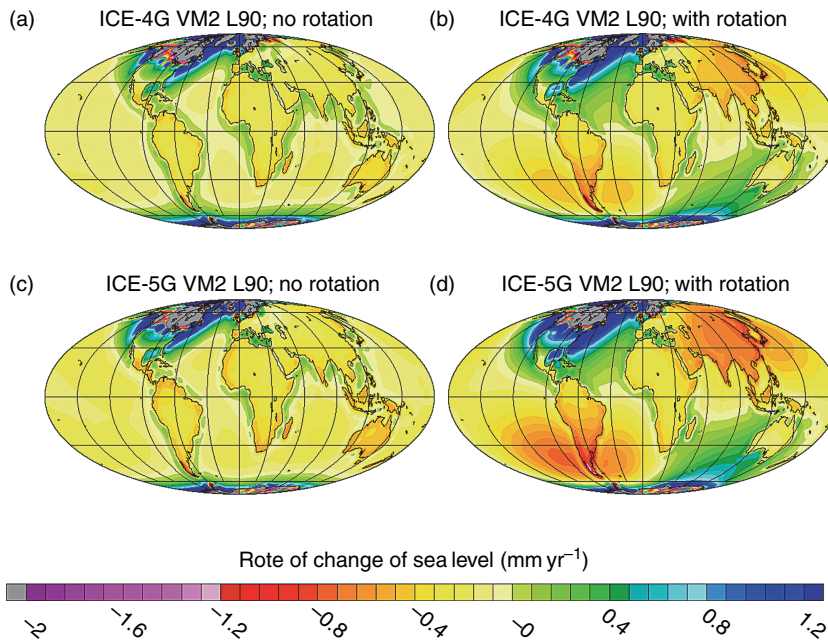 (a) ICE-4G VM2 L90; no rotation
(b) ICE-4G VM2 L90; with rotation
(c) ICE-5G VM2 L90; no rotation
(d) ICE-5G VM2 L90; with rotation
Rote of change of sea level (mm yr⁻¹)
−2 −1.6 −1.2 −0.8 −0.4 −0 0.4 0.8 1.2